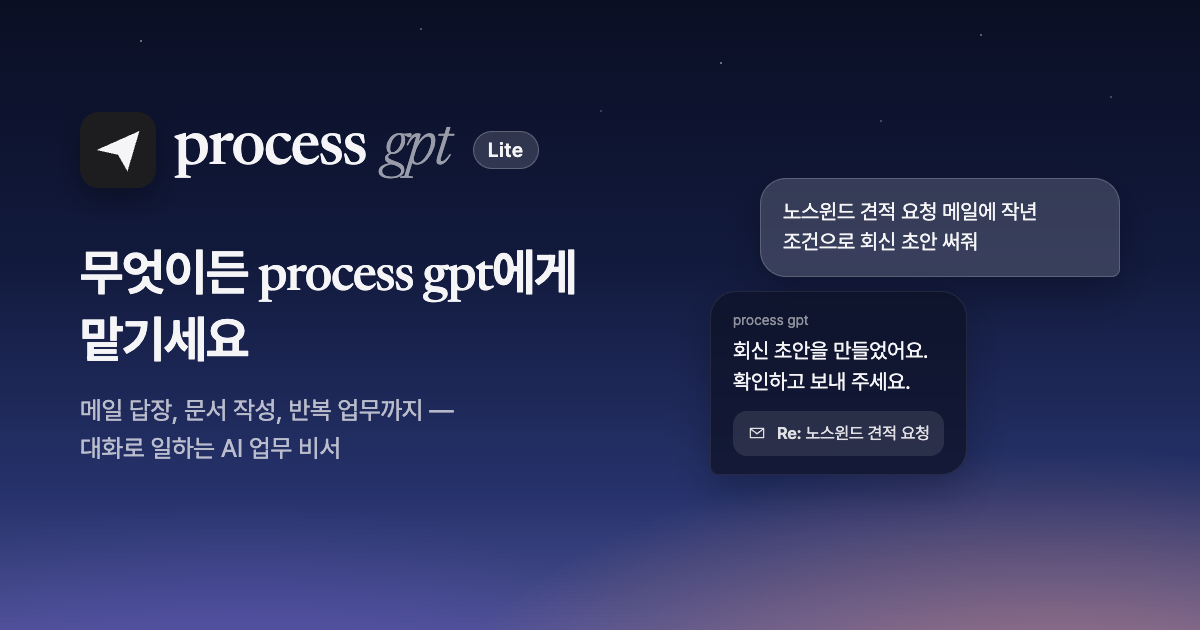 process gpt Lite
무엇이든 process gpt에게
맡기세요
메일 답장, 문서 작성, 반복 업무까지 —
대화로 일하는 AI 업무 비서
노스윈드 견적 요청 메일에 작년
조건으로 회신 초안 써줘
process gpt
회신 초안을 만들었어요.
확인하고 보내 주세요.
Re: 노스윈드 견적 요청